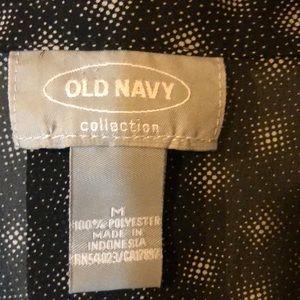 OLD NAVY
collection
M
100% POLYESTER
MADE IN
INDONESIA
RN54023/CA17897